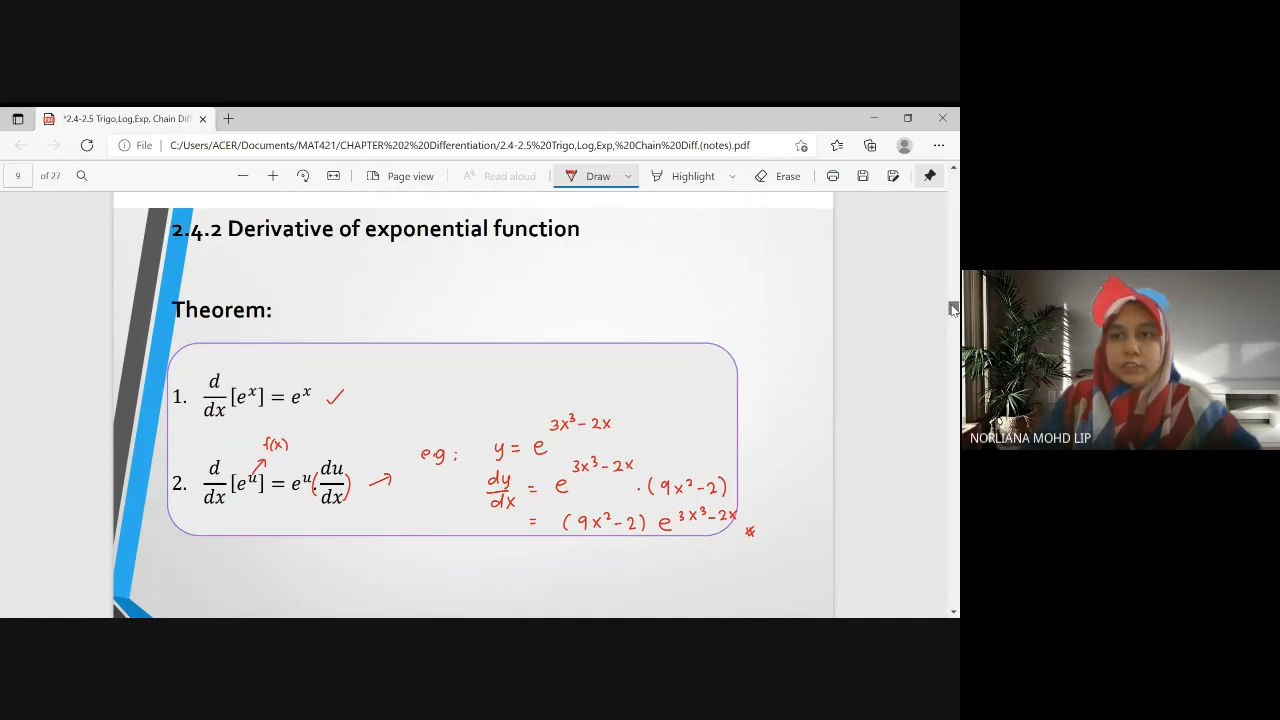 *2.4-2.5 Trigo,Log,Exp, Chain Diff
File C:/Users/ACER/Documents/MAT421/CHAPTER%202%20Differentiation/2.4-2.5%20Trigo,Log,Exp,%20Chain%20Diff.(notes).pdf
9 of 27 Page view Read aloud Draw Highlight Erase
2.4.2 Derivative of exponential function
Theorem:
1. d/dx [e^x] = e^x ✓
f(x)
2. d/dx [e^u] = e^u.(du/dx) →
e.g: y = e^(3x³ - 2x)
dy/dx = e^(3x³ - 2x) . (9x² - 2)
= (9x² - 2) e^(3x³ - 2x) #
NORLIANA MOHD LIP